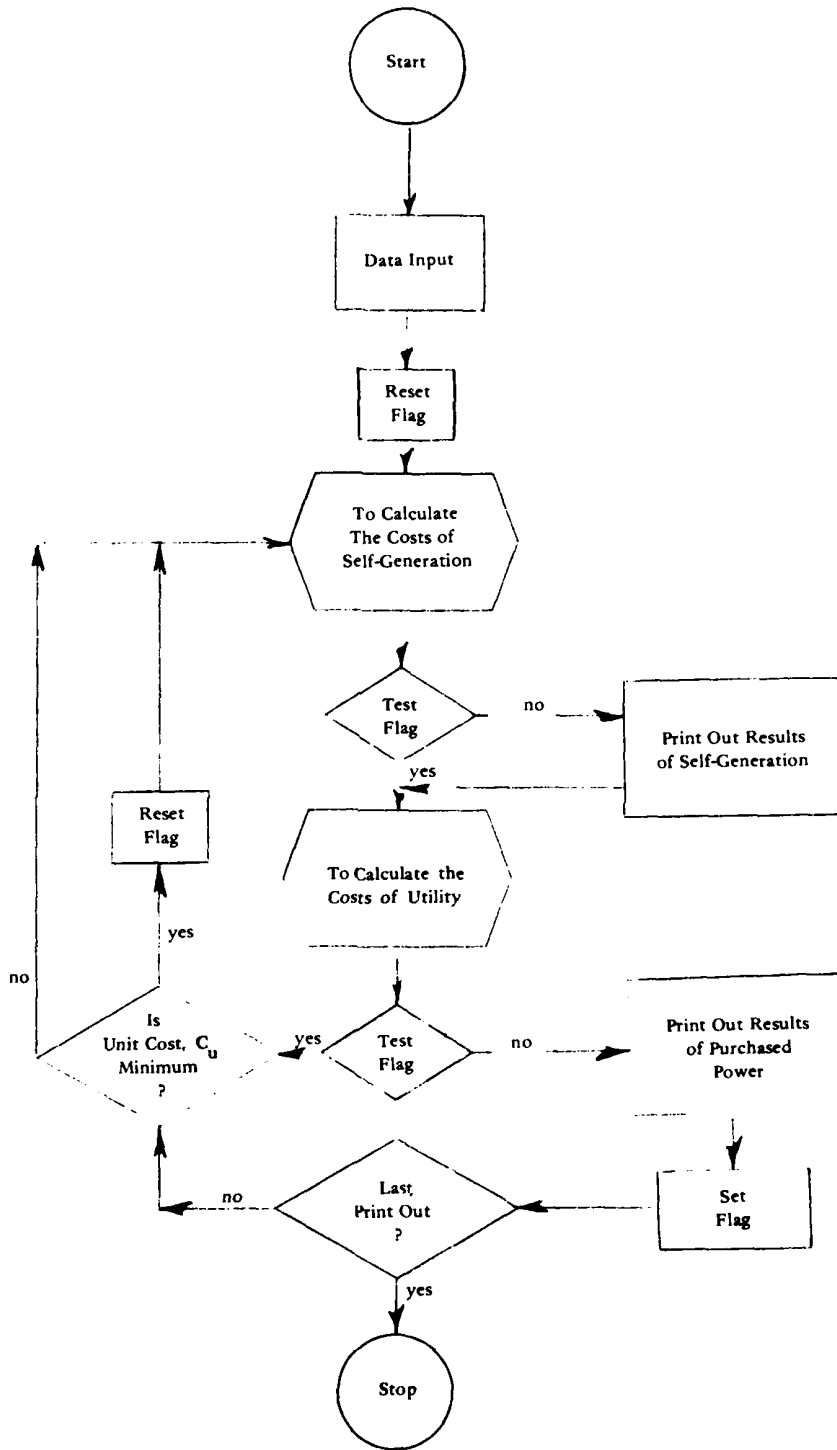 Start
Data Input
Reset
Flag
To Calculate
The Costs of
Self-Generation
Test
Flag
no
Print Out Results
of Self-Generation
yes
Reset
Flag
To Calculate the
Costs of Utility
yes
no
Is
Unit Cost, Cu
Minimum
?
yes
Test
Flag
no
Print Out Results
of Purchased
Power
no
Last
Print Out
?
Set
Flag
yes
Stop